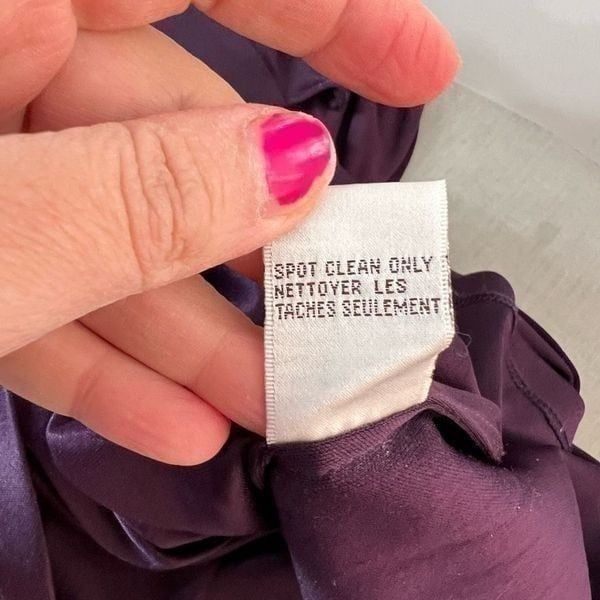 SPOT CLEAN ONLY
NETTOYER LES
TACHES SEULEMENT